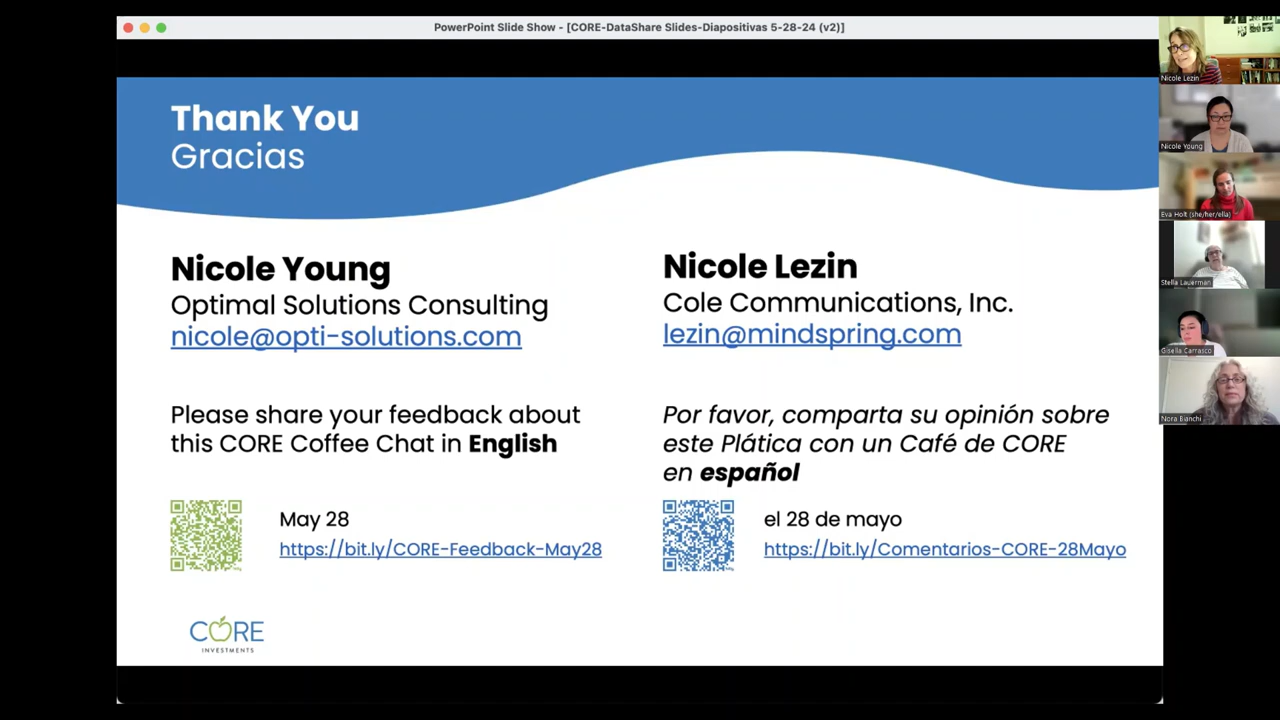 PowerPoint Slide Show - [CORE-DataShare Slides-Diapositivas 5-28-24 (v2)]
Thank You
Gracias
Nicole Young
Optimal Solutions Consulting
nicole@opti-solutions.com
Nicole Lezin
Cole Communications, Inc.
lezin@mindspring.com
Please share your feedback about
this CORE Coffee Chat in English
Por favor, comparta su opinión sobre
este Plática con un Café de CORE
en español
May 28
https://bit.ly/CORE-Feedback-May28
el 28 de mayo
https://bit.ly/Comentarios-CORE-28Mayo
CORE
INVESTMENTS
Nicole Lezin
Nicole Young
Eva Holt (she/her/ella)
Stella Lauerman
Gisella Carrasco
Nora Bianchi